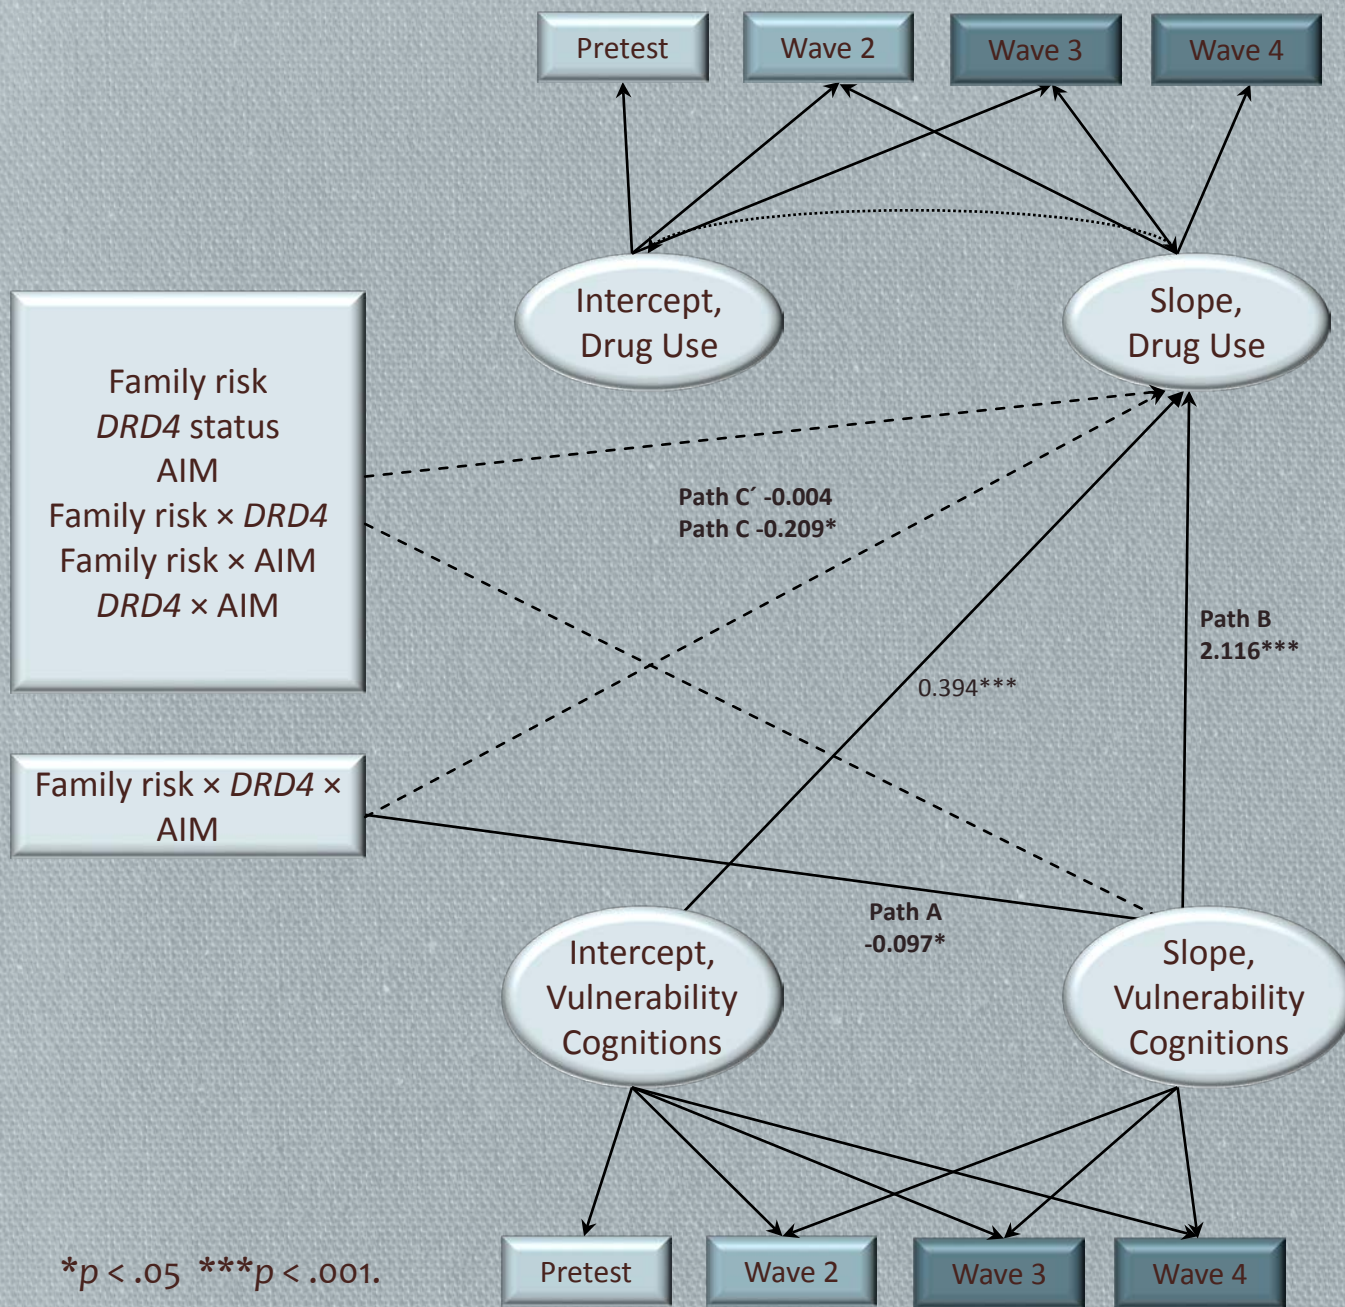 Pretest
Wave 2
Wave 3
Wave 4
Intercept,
Drug Use
Slope,
Drug Use
Family risk
DRD4 status
AIM
Family risk × DRD4
Family risk × AIM
DRD4 × AIM
Path C´ -0.004
Path C -0.209*
Path B
2.116***
0.394***
Family risk × DRD4 ×
AIM
Path A
-0.097*
Intercept,
Vulnerability
Cognitions
Slope,
Vulnerability
Cognitions
Pretest
Wave 2
Wave 3
Wave 4
*p < .05 ***p < .001.